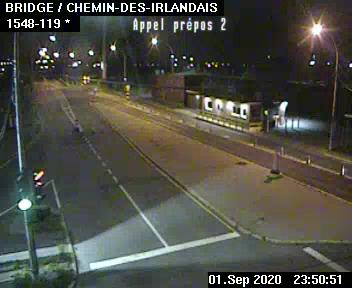 BRIDGE / CHEMIN-DES-IRLANDAIS
1548-119 *
Appel prépos 2
01.Sep 2020 23:50:51